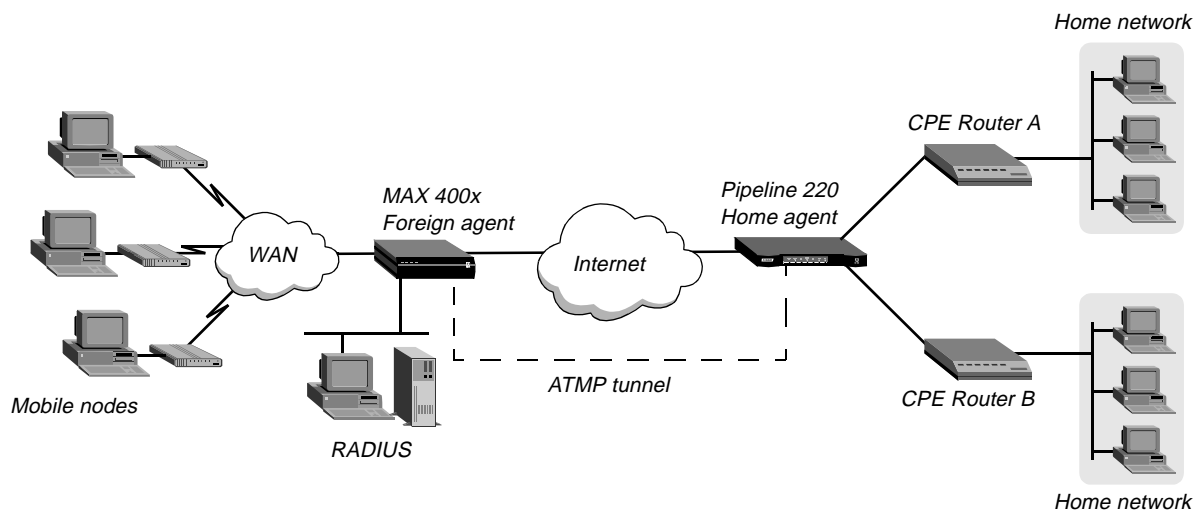 Home network
CPE Router A
MAX 400x
Foreign agent
Pipeline 220
Home agent
WAN
Internet
ATMP tunnel
CPE Router B
Mobile nodes
RADIUS
Home network